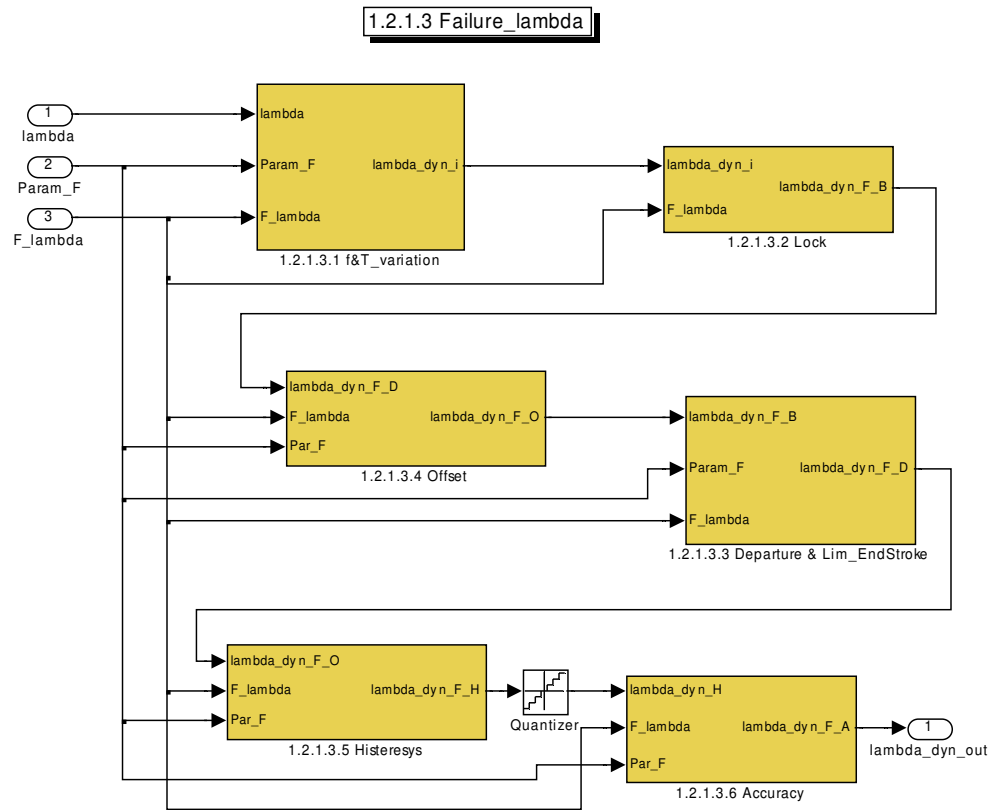 1.2.1.3 Failure_lambda
1
lambda
2
Param_F
3
F_lambda
lambda
Param_F
F_lambda
lambda_dyn_i
1.2.1.3.1 f&T_variation
lambda_dyn_i
F_lambda
lambda_dyn_F_B
1.2.1.3.2 Lock
lambda_dyn_F_D
F_lambda
Par_F
lambda_dyn_F_O
1.2.1.3.4 Offset
lambda_dyn_F_B
Param_F
F_lambda
lambda_dyn_F_D
1.2.1.3.3 Departure & Lim_EndStroke
lambda_dyn_F_O
F_lambda
Par_F
lambda_dyn_F_H
1.2.1.3.5 Histeresys
Quantizer
lambda_dyn_H
F_lambda
Par_F
lambda_dyn_F_A
1.2.1.3.6 Accuracy
1
lambda_dyn_out